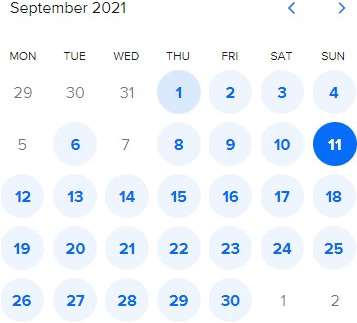 September 2021
MON TUE WED THU FRI SAT SUN
29 30 31 1 2 3 4
5 6 7 8 9 10 11
12 13 14 15 16 17 18
19 20 21 22 23 24 25
26 27 28 29 30 1 2